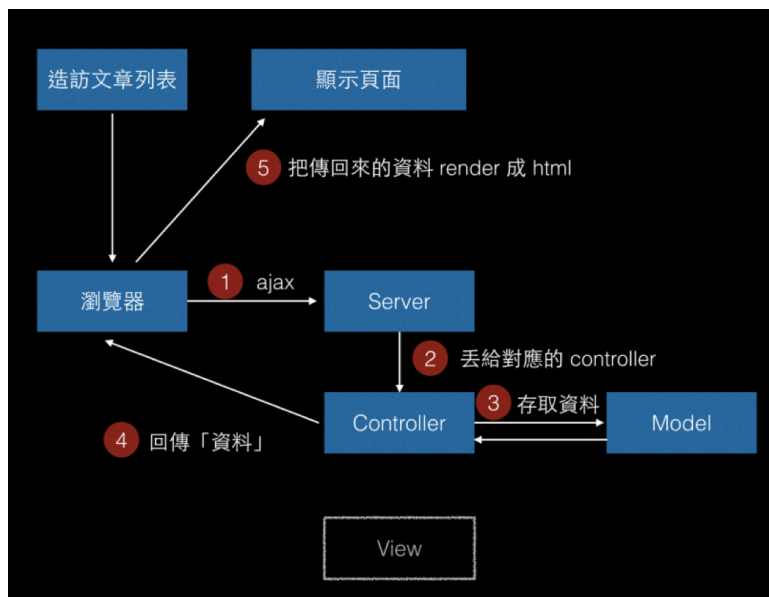 造訪文章列表
顯示頁面
5 把傳回來的資料 render 成 html
1 ajax
瀏覽器
Server
2 丟給對應的 controller
3 存取資料
Controller
Model
4 回傳「資料」
View